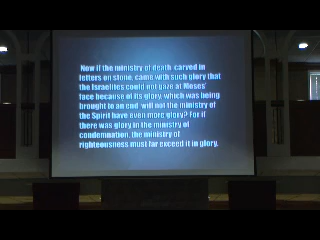 Now if the ministry of death, carved in
letters on stone, came with such glory that
the Israelites could not gaze at Moses'
face because of its glory, which was being
brought to an end, will not the ministry of
the Spirit have even more glory? For if
there was glory in the ministry of
condemnation, the ministry of
righteousness must far exceed it in glory.